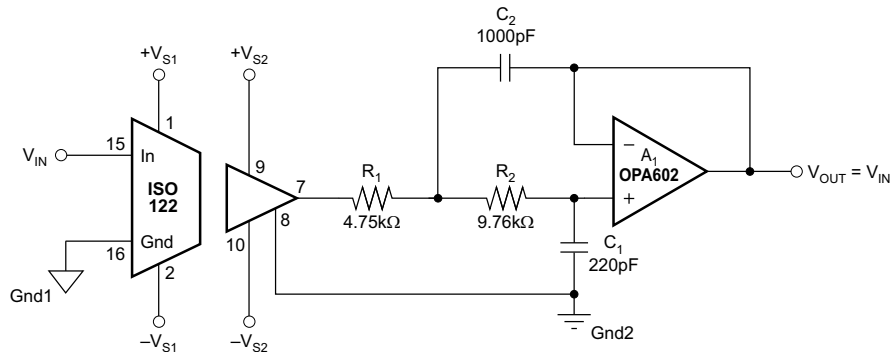 C2
1000pF
+VS1
+VS2
1
15
In
VIN
ISO
122
9
7
8
10
Gnd
16
2
Gnd1
–VS1
–VS2
R1
4.75kΩ
R2
9.76kΩ
–
A1
OPA602
+
VOUT = VIN
C1
220pF
Gnd2